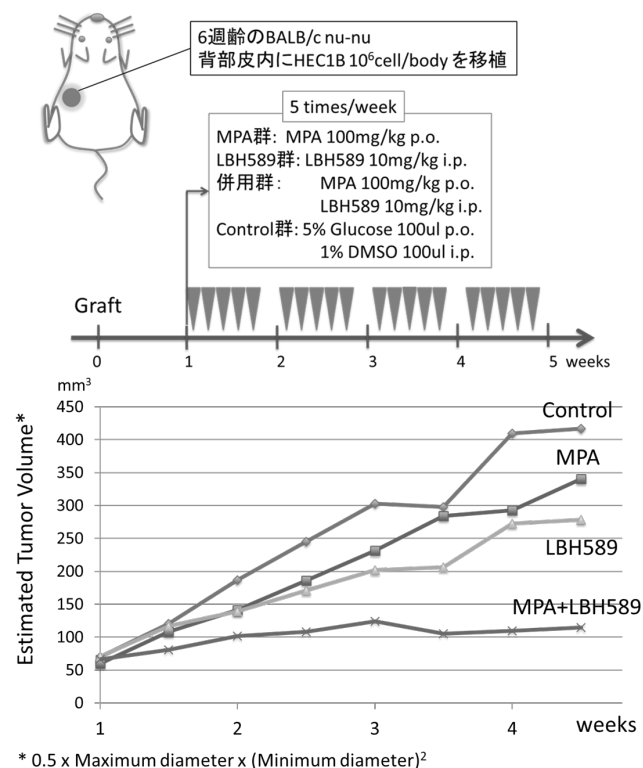 6週齢のBALB/c nu-nu
背部皮内にHEC1B 10⁶cell/body を移植
5 times/week
MPA群: MPA 100mg/kg p.o.
LBH589群: LBH589 10mg/kg i.p.
併用群: MPA 100mg/kg p.o.
LBH589 10mg/kg i.p.
Control群: 5% Glucose 100ul p.o.
1% DMSO 100ul i.p.
Graft
0 1 2 3 4 5 weeks
mm³
Estimated Tumor Volume*
450
400
350
300
250
200
150
100
50
0
Control
MPA
LBH589
MPA+LBH589
1 2 3 4 weeks
* 0.5 x Maximum diameter x (Minimum diameter)²